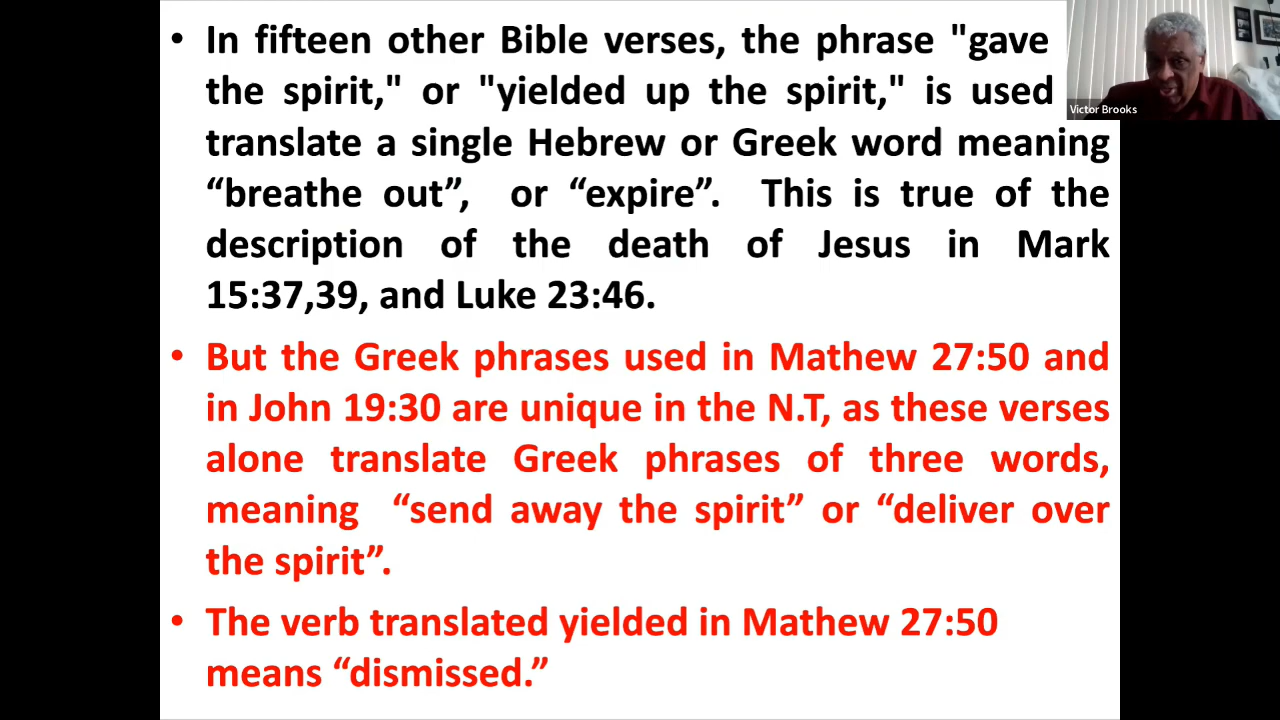 • In fifteen other Bible verses, the phrase "gave
the spirit," or "yielded up the spirit," is used
translate a single Hebrew or Greek word meaning
“breathe out”, or “expire”. This is true of the
description of the death of Jesus in Mark
15:37,39, and Luke 23:46.
• But the Greek phrases used in Mathew 27:50 and
in John 19:30 are unique in the N.T, as these verses
alone translate Greek phrases of three words,
meaning “send away the spirit” or “deliver over
the spirit”.
• The verb translated yielded in Mathew 27:50
means “dismissed.”
Victor Brooks